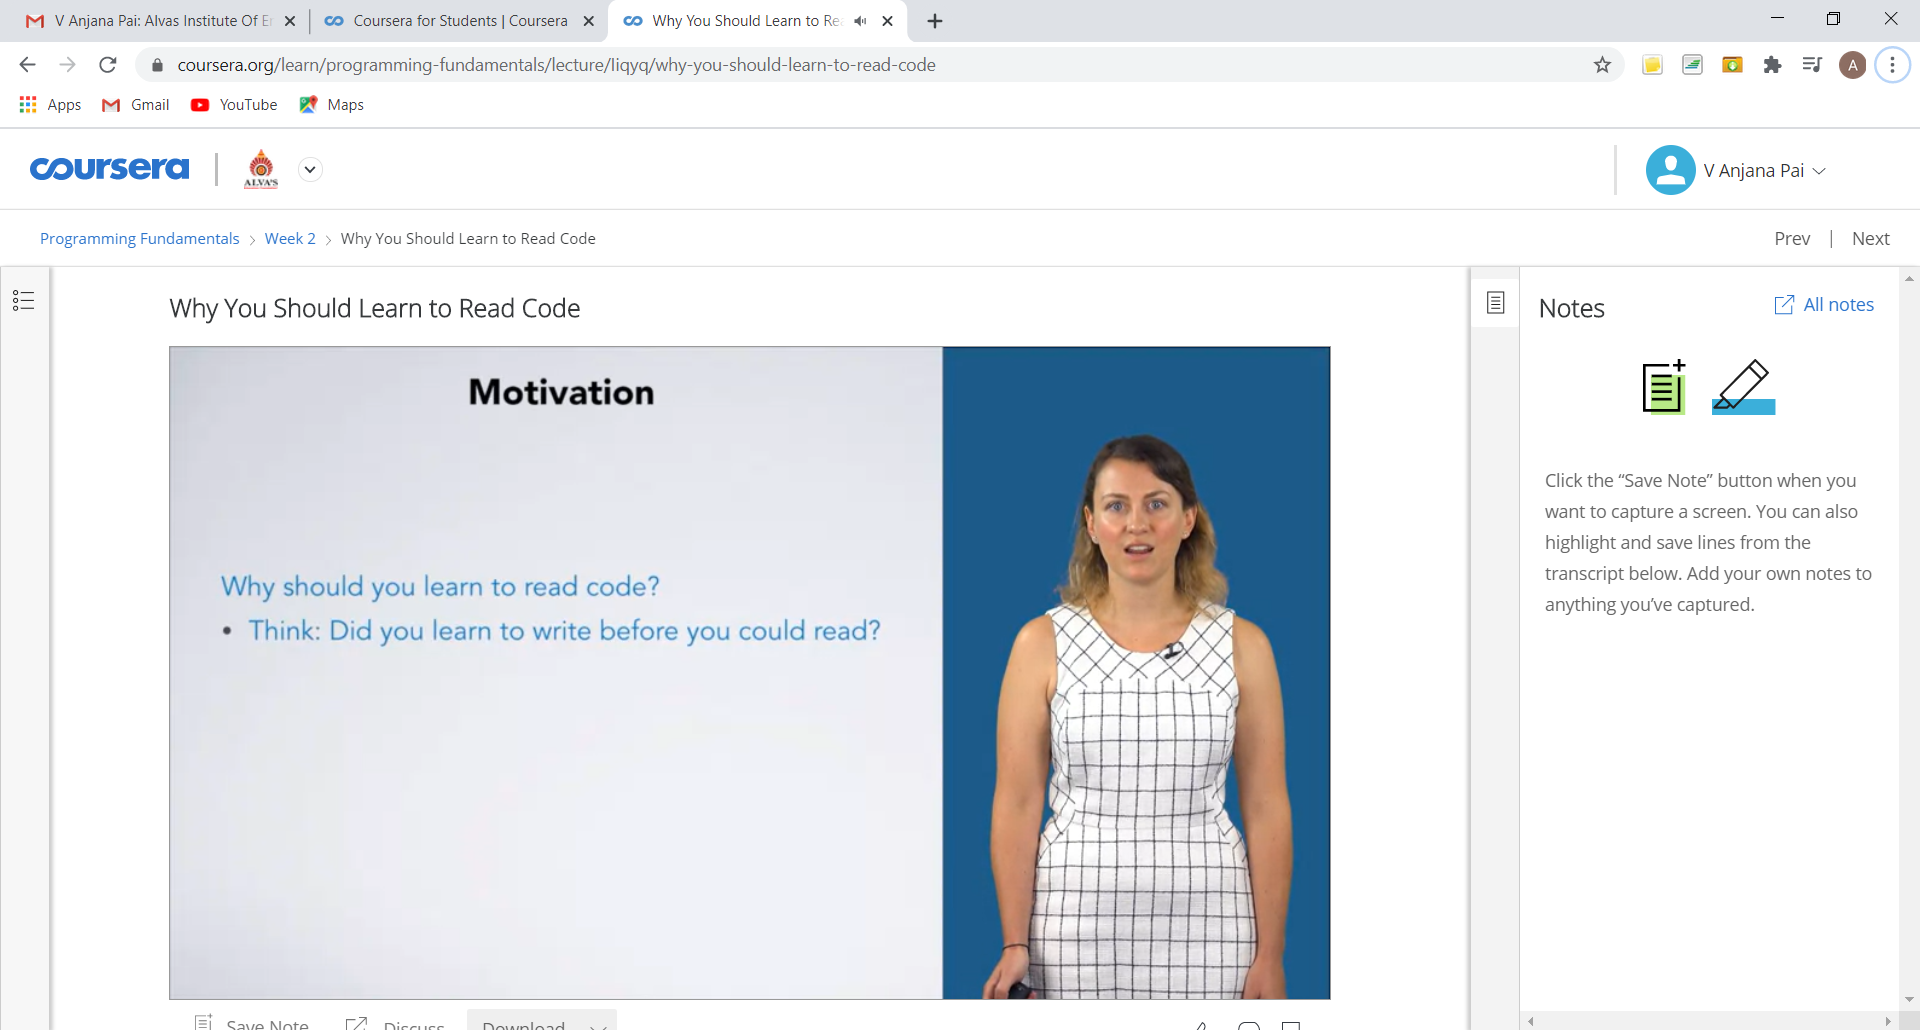 V Anjana Pai: Alvas Institute Of E
Coursera for Students | Coursera
Why You Should Learn to Re
coursera.org/learn/programming-fundamentals/lecture/Iiqyq/why-you-should-learn-to-read-code
A
Apps
Gmail
YouTube
Maps
coursera
ALVA'S
V Anjana Pai
Programming Fundamentals > Week 2 > Why You Should Learn to Read Code
Prev | Next
Why You Should Learn to Read Code
Motivation
Why should you learn to read code?
• Think: Did you learn to write before you could read?
Save Note
Discuss
Download
Notes
All notes
Click the “Save Note” button when you
want to capture a screen. You can also
highlight and save lines from the
transcript below. Add your own notes to
anything you’ve captured.